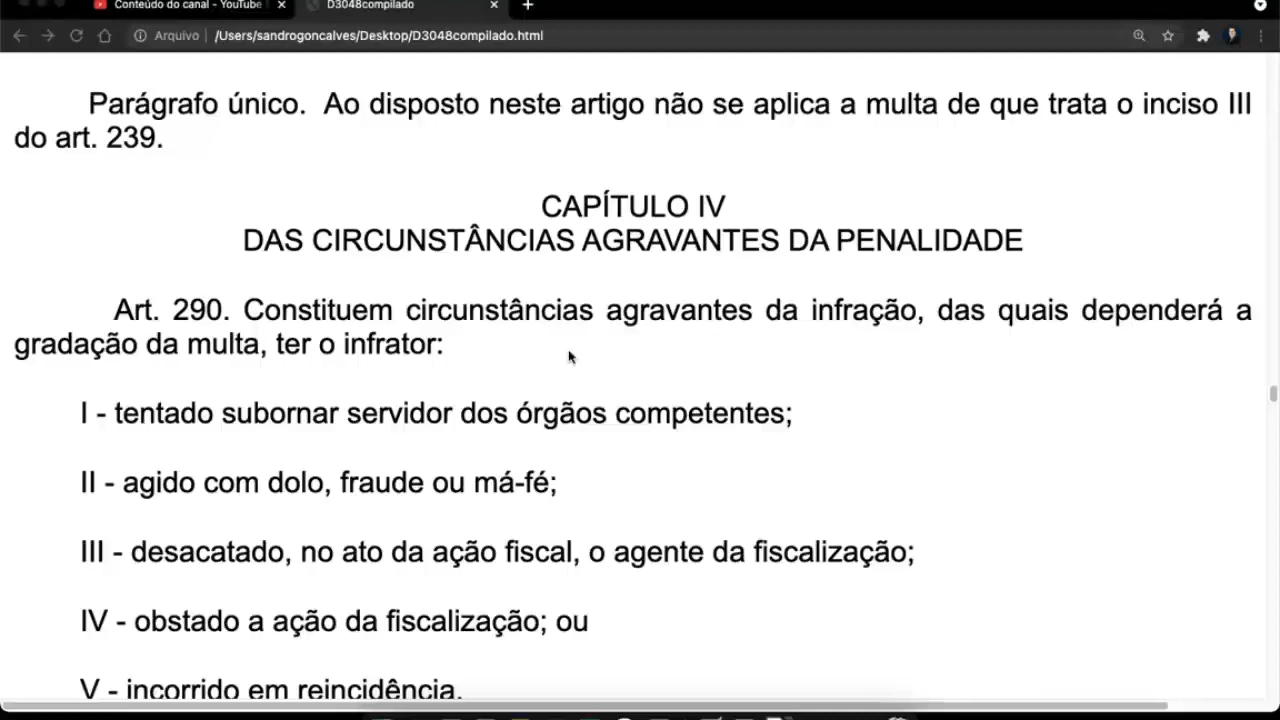 Conteúdo do canal - YouTube
D3048compilado
Arquivo
/Users/sandrogoncalves/Desktop/D3048compilado.html
Parágrafo único. Ao disposto neste artigo não se aplica a multa de que trata o inciso III
do art. 239.
CAPÍTULO IV
DAS CIRCUNSTÂNCIAS AGRAVANTES DA PENALIDADE
Art. 290. Constituem circunstâncias agravantes da infração, das quais dependerá a
gradação da multa, ter o infrator:
I - tentado subornar servidor dos órgãos competentes;
II - agido com dolo, fraude ou má-fé;
III - desacatado, no ato da ação fiscal, o agente da fiscalização;
IV - obstado a ação da fiscalização; ou
V - incorrido em reincidência.